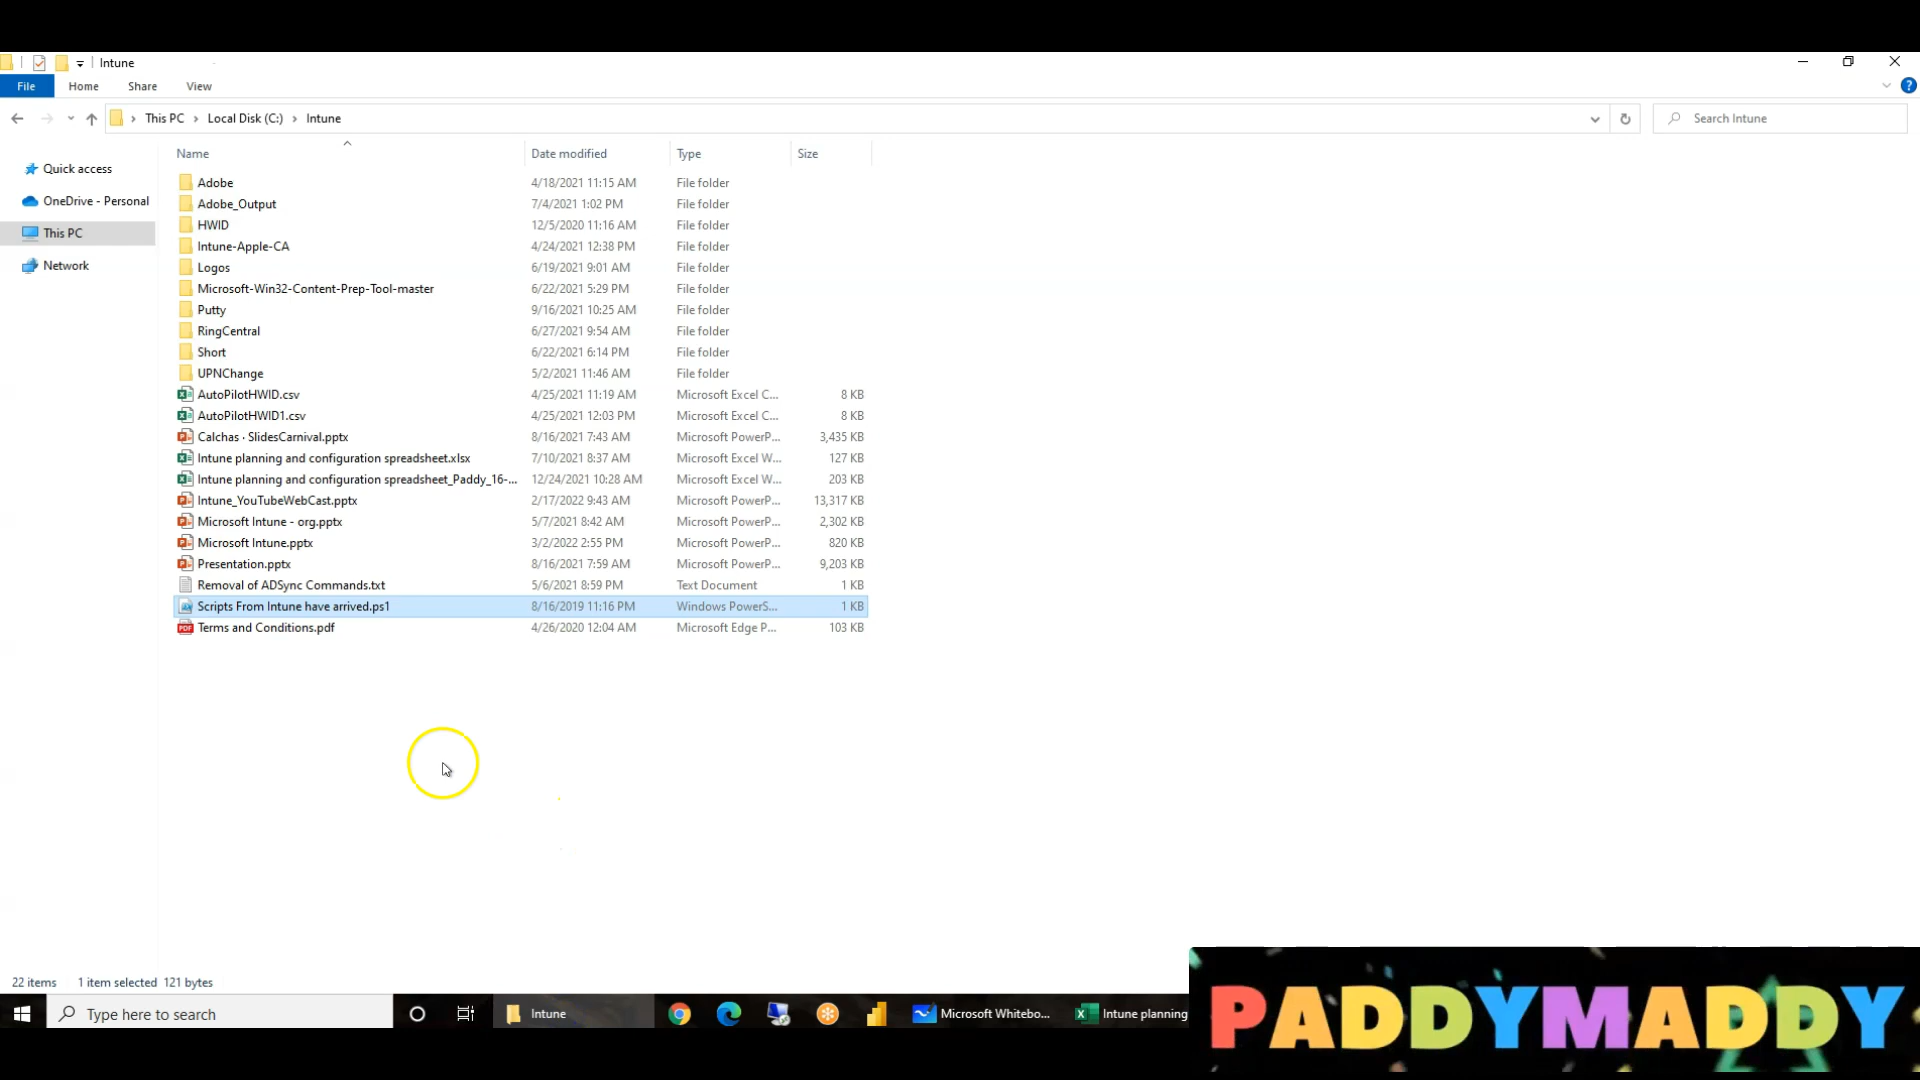 Intune
File Home Share View
This PC Local Disk (C:) Intune
Search Intune
Name Date modified Type Size
Quick access
OneDrive - Personal
This PC
Network
Adobe 4/18/2021 11:15 AM File folder
Adobe_Output 7/4/2021 1:02 PM File folder
HWID 12/5/2020 11:16 AM File folder
Intune-Apple-CA 4/24/2021 12:38 PM File folder
Logos 6/19/2021 9:01 AM File folder
Microsoft-Win32-Content-Prep-Tool-master 6/22/2021 5:29 PM File folder
Putty 9/16/2021 10:25 AM File folder
RingCentral 6/27/2021 9:54 AM File folder
Short 6/22/2021 6:14 PM File folder
UPNChange 5/2/2021 11:46 AM File folder
AutoPilotHWID.csv 4/25/2021 11:19 AM Microsoft Excel C... 8 KB
AutoPilotHWID1.csv 4/25/2021 12:03 PM Microsoft Excel C... 8 KB
Calchas · SlidesCarnival.pptx 8/16/2021 7:43 AM Microsoft PowerP... 3,435 KB
Intune planning and configuration spreadsheet.xlsx 7/10/2021 8:37 AM Microsoft Excel W... 127 KB
Intune planning and configuration spreadsheet_Paddy_16-... 12/24/2021 10:28 AM Microsoft Excel W... 203 KB
Intune_YouTubeWebCast.pptx 2/17/2022 9:43 AM Microsoft PowerP... 13,317 KB
Microsoft Intune - org.pptx 5/7/2021 8:42 AM Microsoft PowerP... 2,302 KB
Microsoft Intune.pptx 3/2/2022 2:55 PM Microsoft PowerP... 820 KB
Presentation.pptx 8/16/2021 7:59 AM Microsoft PowerP... 9,203 KB
Removal of ADSync Commands.txt 5/6/2021 8:59 PM Text Document 1 KB
Scripts From Intune have arrived.ps1 8/16/2019 11:16 PM Windows PowerS... 1 KB
Terms and Conditions.pdf 4/26/2020 12:04 AM Microsoft Edge P... 103 KB
22 items 1 item selected 121 bytes
Type here to search Intune Microsoft Whitebo... Intune planning
PADDYMADDY